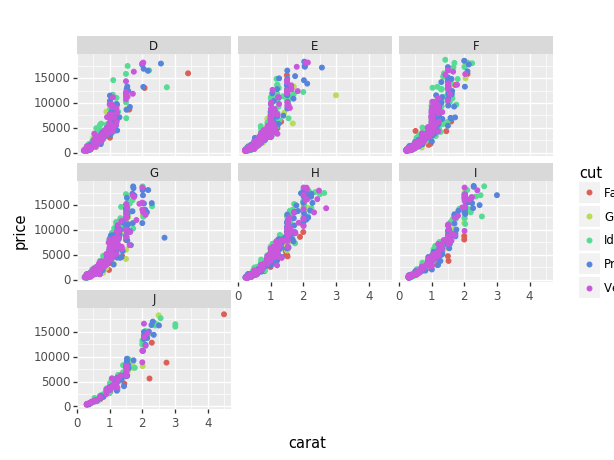 D
E
F
15000
10000
5000
0
G
H
I
cut
15000
10000
5000
0
Fa
G
Id
Pr
Ve
price
0 1 2 3 4
0 1 2 3 4
J
15000
10000
5000
0
0 1 2 3 4
carat